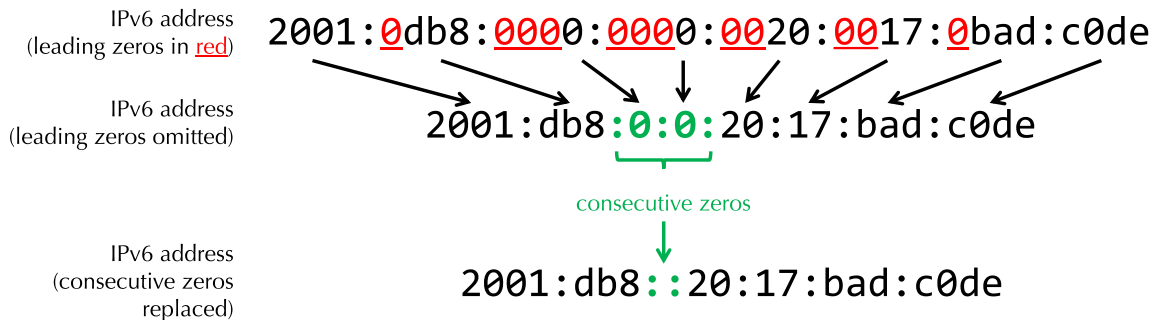 IPv6 address
(leading zeros in red)
2001:0db8:0000:0000:0020:0017:0bad:c0de
IPv6 address
(leading zeros omitted)
2001:db8:0:0:20:17:bad:c0de
consecutive zeros
IPv6 address
(consecutive zeros
replaced)
2001:db8::20:17:bad:c0de